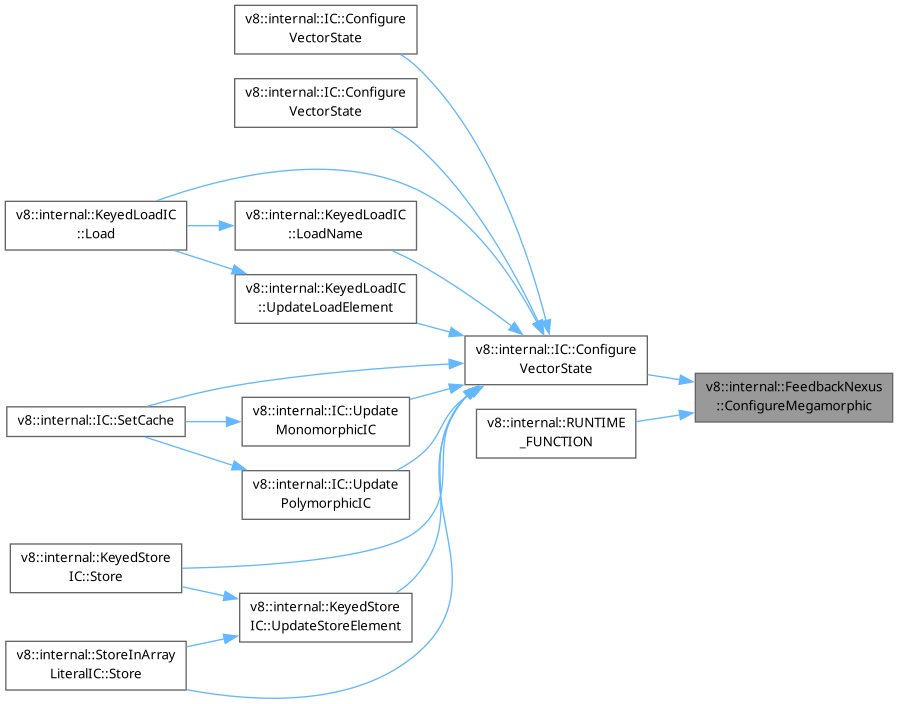 v8::internal::IC::Configure
VectorState
v8::internal::IC::Configure
VectorState
v8::internal::KeyedLoadIC
::Load
v8::internal::KeyedLoadIC
::LoadName
v8::internal::KeyedLoadIC
::UpdateLoadElement
v8::internal::IC::Configure
VectorState
v8::internal::FeedbackNexus
::ConfigureMegamorphic
v8::internal::IC::SetCache
v8::internal::IC::Update
MonomorphicIC
v8::internal::RUNTIME
_FUNCTION
v8::internal::IC::Update
PolymorphicIC
v8::internal::KeyedStore
IC::Store
v8::internal::KeyedStore
IC::UpdateStoreElement
v8::internal::StoreInArray
LiteralIC::Store